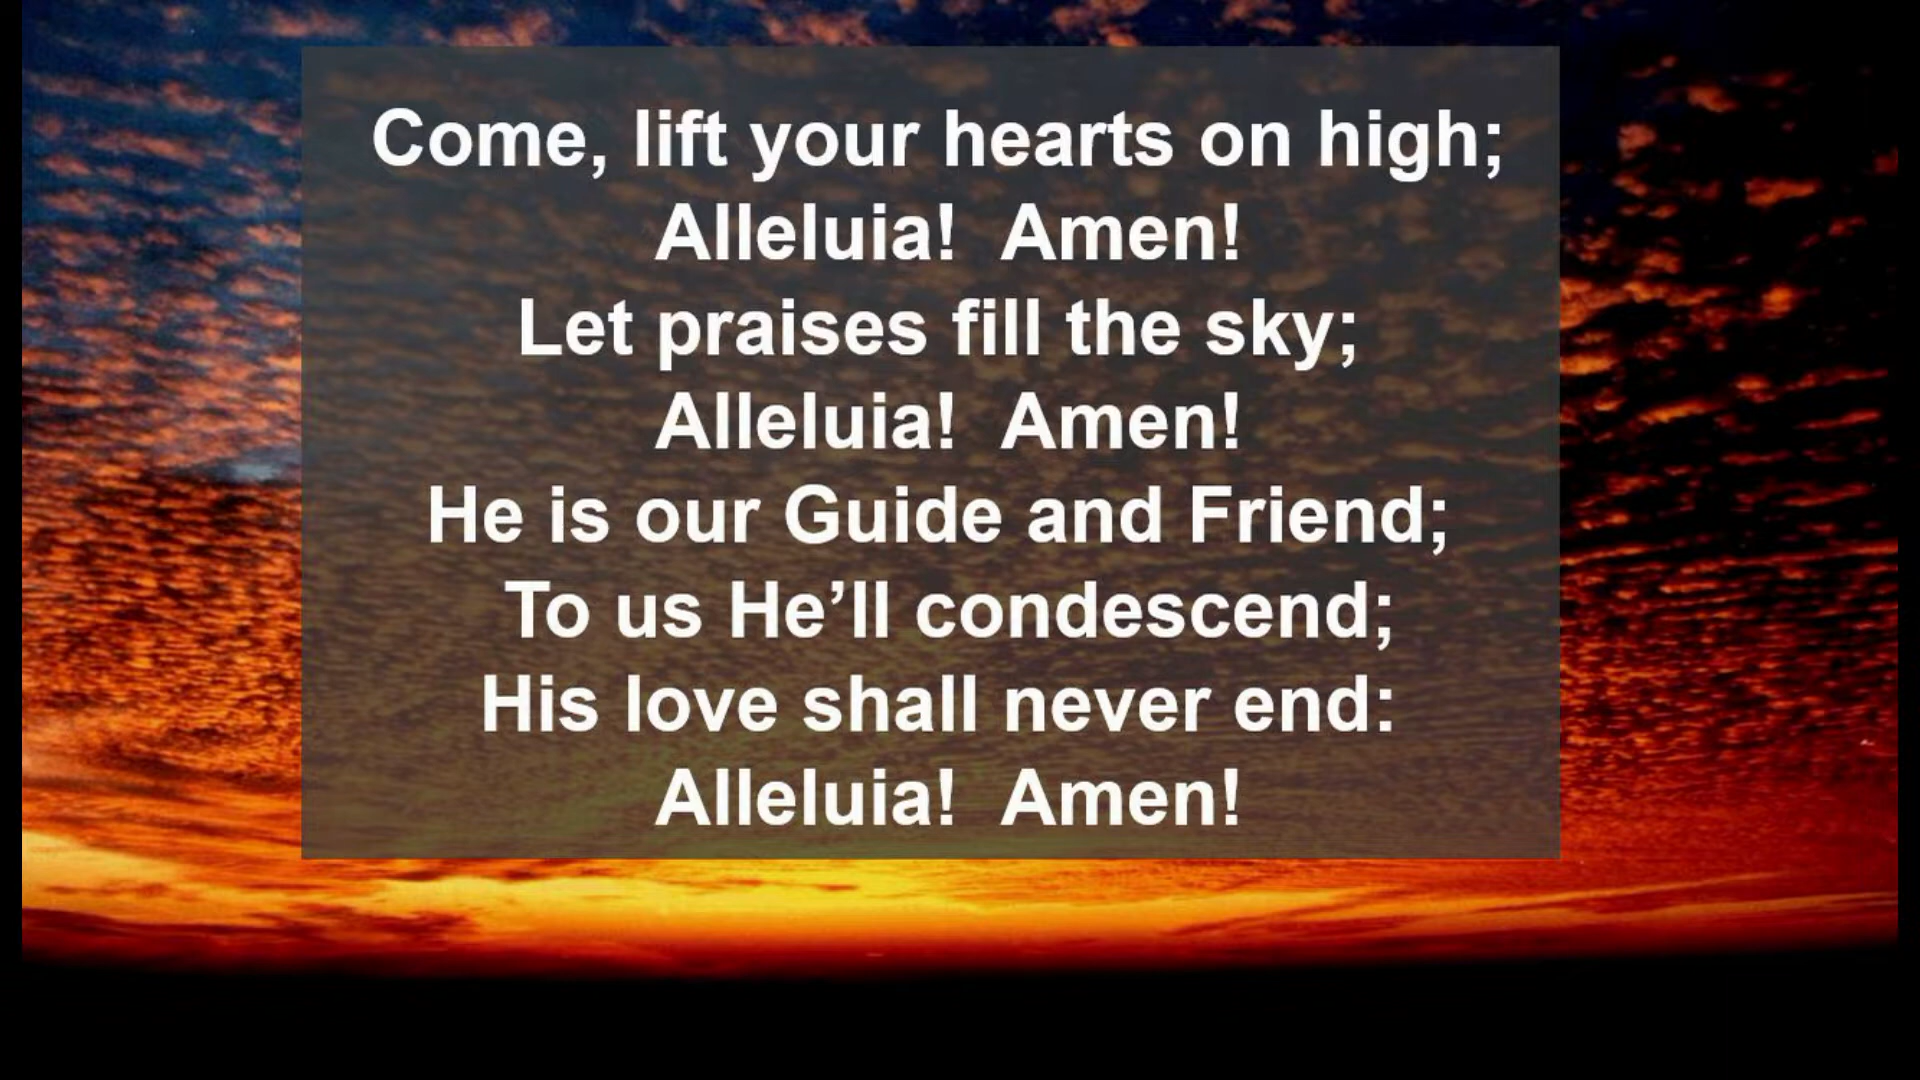 Come, lift your hearts on high;
Alleluia!  Amen!
Let praises fill the sky;
Alleluia!  Amen!
He is our Guide and Friend;
To us He’ll condescend;
His love shall never end:
Alleluia!  Amen!